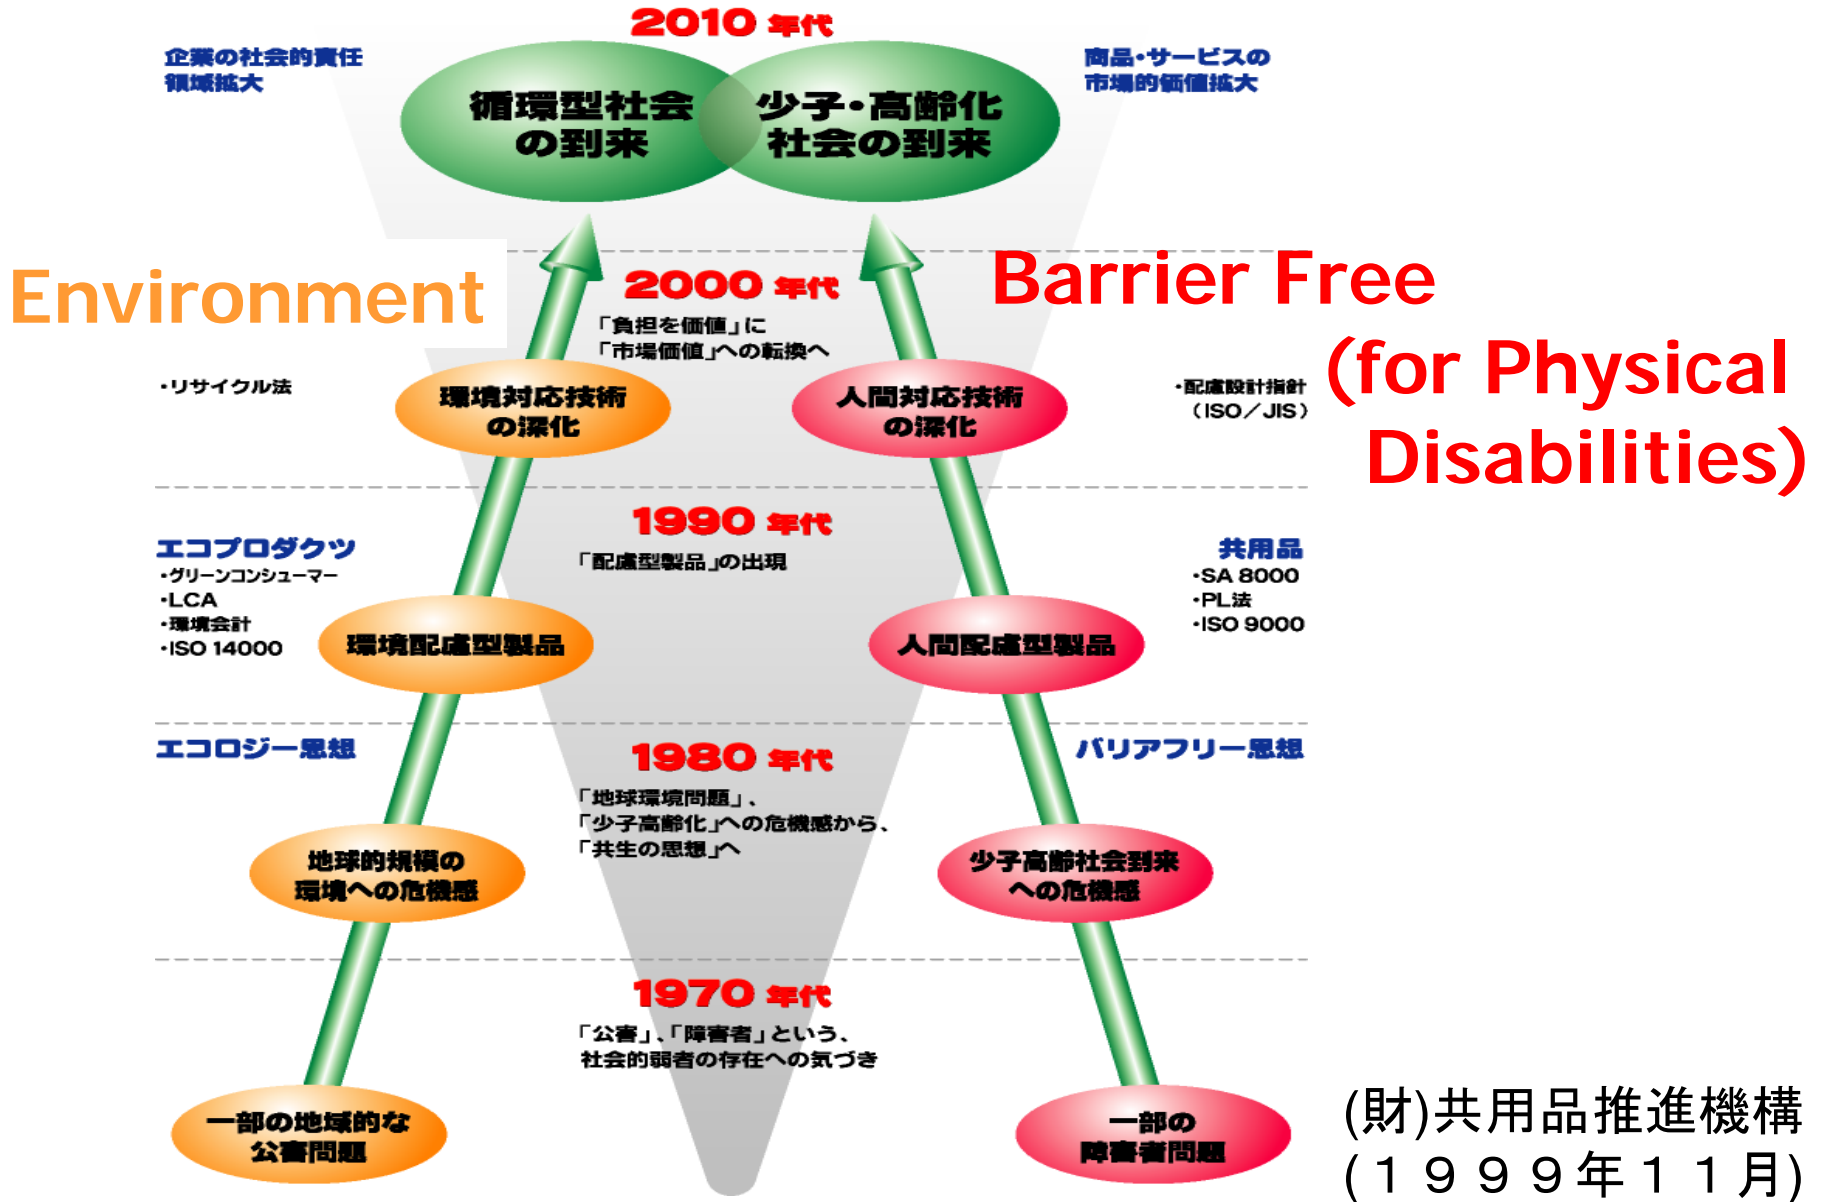 2010 年代
企業の社会的責任
領域拡大
商品・サービスの
市場的価値拡大
循環型社会
の到来
少子・高齢化
社会の到来
Environment
Barrier Free
(for Physical
Disabilities)
2000 年代
「負担を価値」に
「市場価値」への転換へ
・リサイクル法
環境対応技術
の深化
人間対応技術
の深化
・配慮設計指針
（ISO／JIS）
1990 年代
「配慮型製品」の出現
エコプロダクツ
・グリーンコンシューマー
・LCA
・環境会計
・ISO 14000
環境配慮型製品
人間配慮型製品
共用品
・SA 8000
・PL法
・ISO 9000
エコロジー思想
バリアフリー思想
1980 年代
「地球環境問題」、
「少子高齢化」への危機感から、
「共生の思想」へ
地球的規模の
環境への危機感
少子高齢社会到来
への危機感
1970 年代
「公害」、「障害者」という、
社会的弱者の存在への気づき
一部の地域的な
公害問題
一部の
障害者問題
(財)共用品推進機構
(１９９９年１１月)